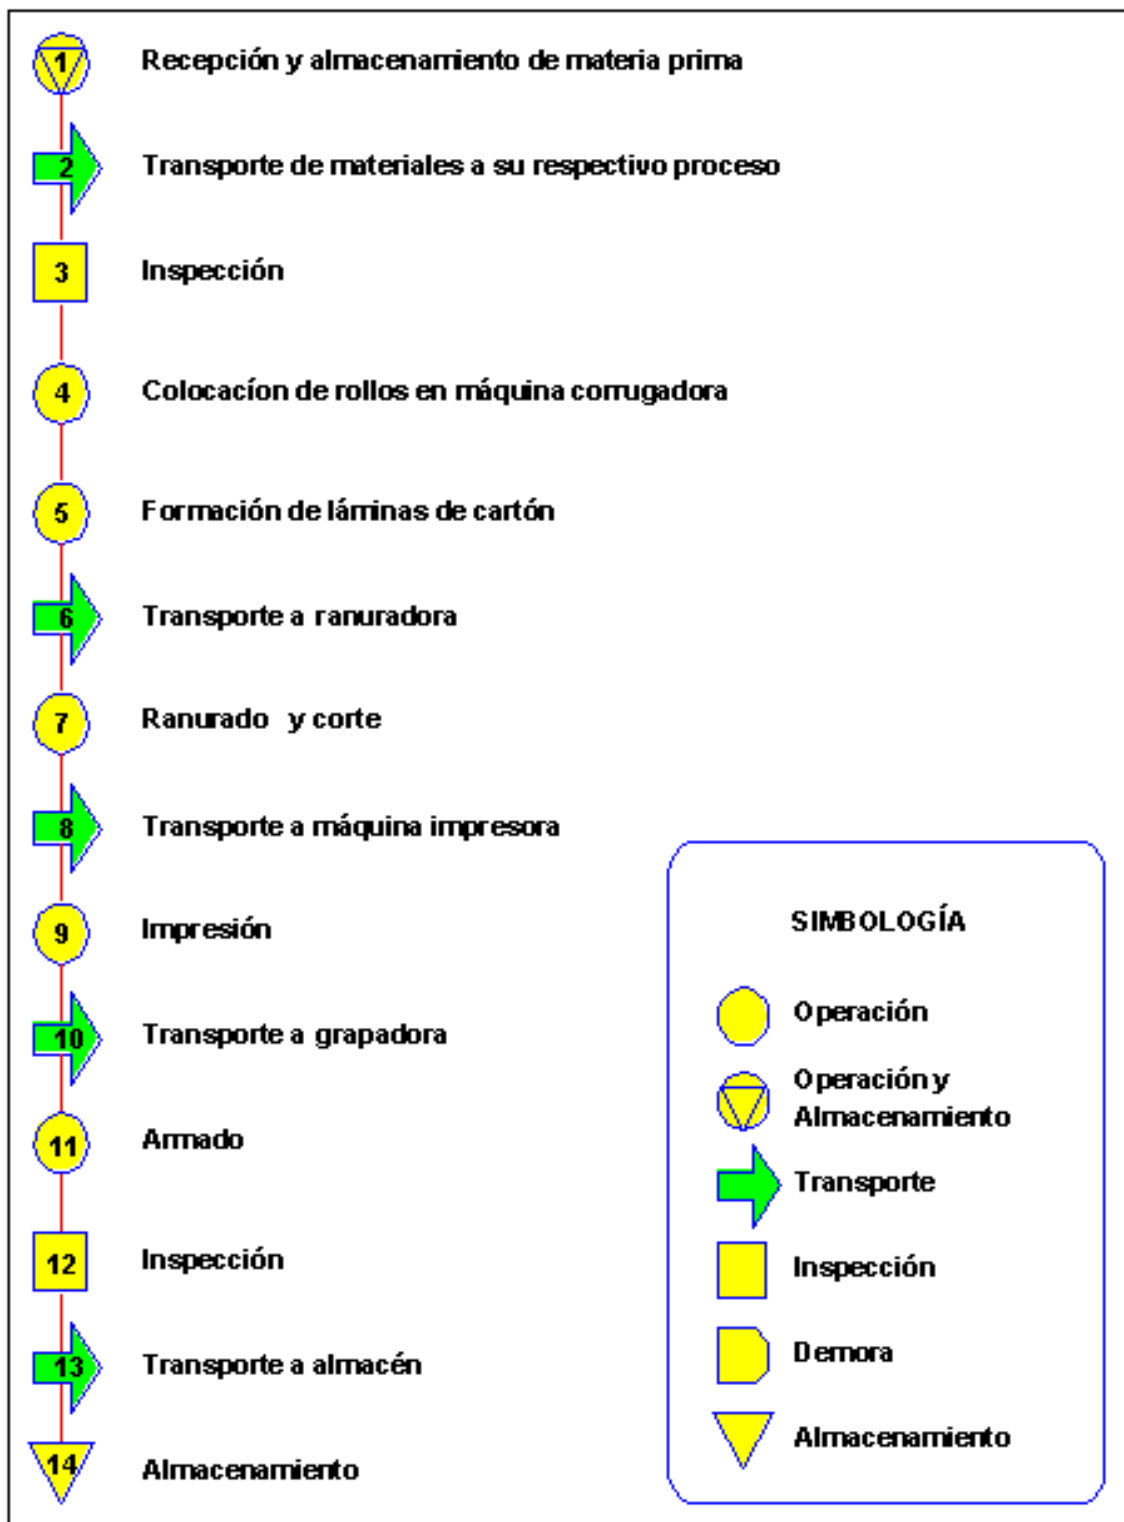 1 Recepción y almacenamiento de materia prima
2 Transporte de materiales a su respectivo proceso
3 Inspección
4 Colocacíon de rollos en máquina corrugadora
5 Formación de láminas de cartón
6 Transporte a ranuradora
7 Ranurado y corte
8 Transporte a máquina impresora
9 Impresión
10 Transporte a grapadora
11 Armado
12 Inspección
13 Transporte a almacén
14 Almacenamiento
SIMBOLOGÍA
Operación
Operación y
Almacenamiento
Transporte
Inspección
Demora
Almacenamiento